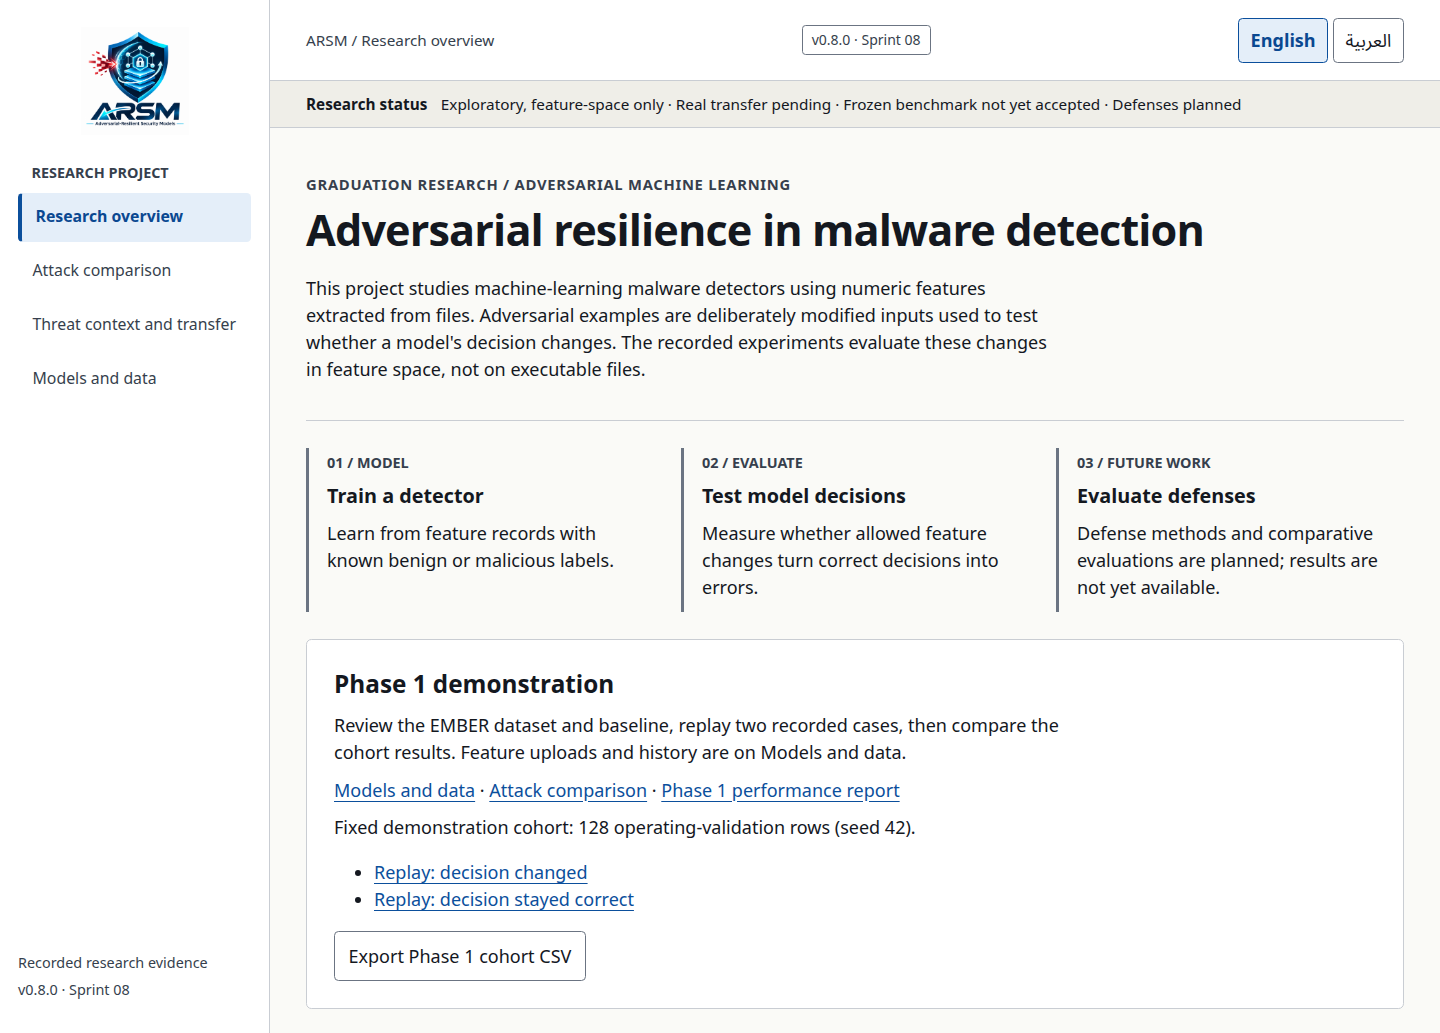 ARSM
Adversarial-Resilient Security Models
RESEARCH PROJECT
Research overview
Attack comparison
Threat context and transfer
Models and data
Recorded research evidence
v0.8.0 · Sprint 08
ARSM / Research overview
v0.8.0 · Sprint 08
English
العربية
Research status Exploratory, feature-space only · Real transfer pending · Frozen benchmark not yet accepted · Defenses planned
GRADUATION RESEARCH / ADVERSARIAL MACHINE LEARNING
Adversarial resilience in malware detection
This project studies machine-learning malware detectors using numeric features
extracted from files. Adversarial examples are deliberately modified inputs used to test
whether a model's decision changes. The recorded experiments evaluate these changes
in feature space, not on executable files.
01 / MODEL
Train a detector
Learn from feature records with
known benign or malicious labels.
02 / EVALUATE
Test model decisions
Measure whether allowed feature
changes turn correct decisions into
errors.
03 / FUTURE WORK
Evaluate defenses
Defense methods and comparative
evaluations are planned; results are
not yet available.
Phase 1 demonstration
Review the EMBER dataset and baseline, replay two recorded cases, then compare the
cohort results. Feature uploads and history are on Models and data.
Models and data · Attack comparison · Phase 1 performance report
Fixed demonstration cohort: 128 operating-validation rows (seed 42).
• Replay: decision changed
• Replay: decision stayed correct
Export Phase 1 cohort CSV